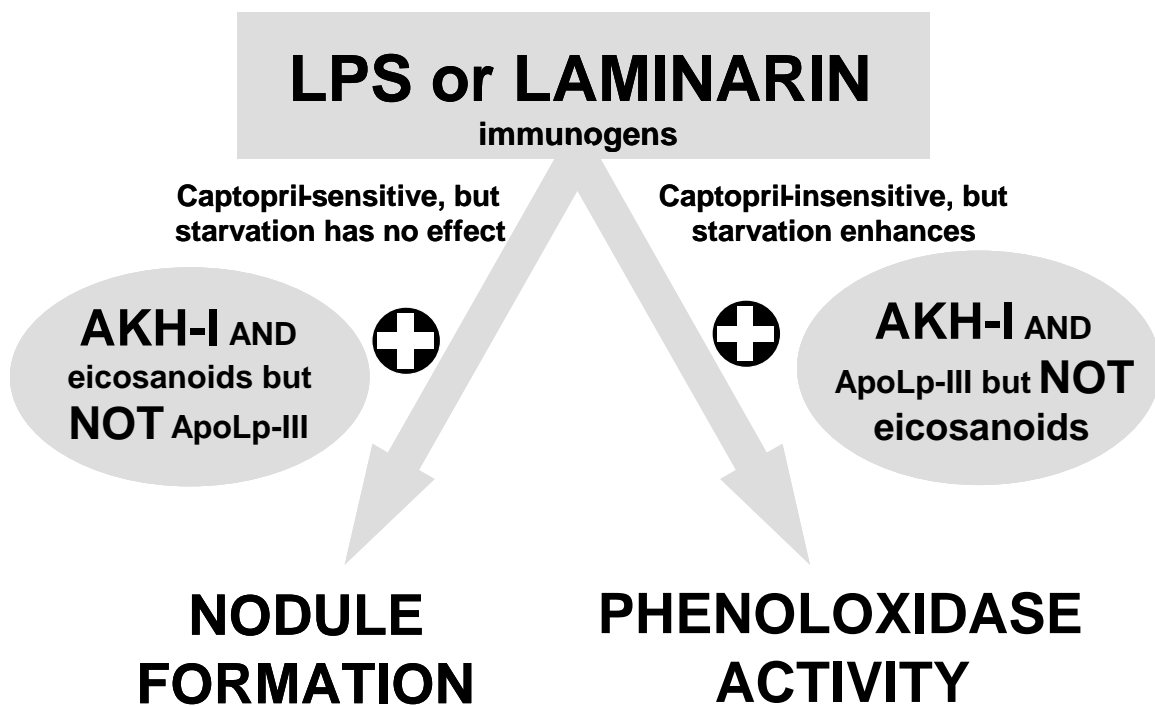 LPS or LAMINARIN
immunogens
Captopril-sensitive, but
starvation has no effect
Captopril-insensitive, but
starvation enhances
AKH-I AND
eicosanoids but
NOT ApoLp-III
AKH-I AND
ApoLp-III but NOT
eicosanoids
NODULE
FORMATION
PHENOLOXIDASE
ACTIVITY